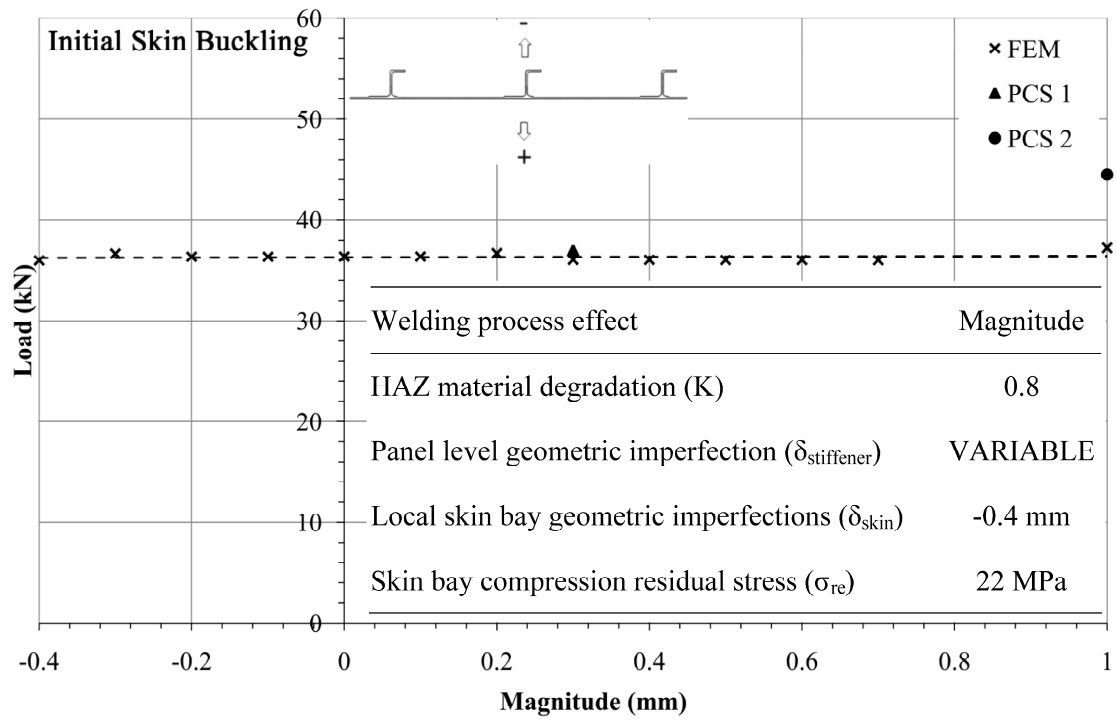 Initial Skin Buckling
-
+
FEM
PCS 1
PCS 2
60
50
40
30
20
10
0
Load (kN)
Welding process effect Magnitude
HAZ material degradation (K) 0.8
Panel level geometric imperfection (δstiffener) VARIABLE
Local skin bay geometric imperfections (δskin) -0.4 mm
Skin bay compression residual stress (σre) 22 MPa
-0.4 -0.2 0 0.2 0.4 0.6 0.8 1
Magnitude (mm)